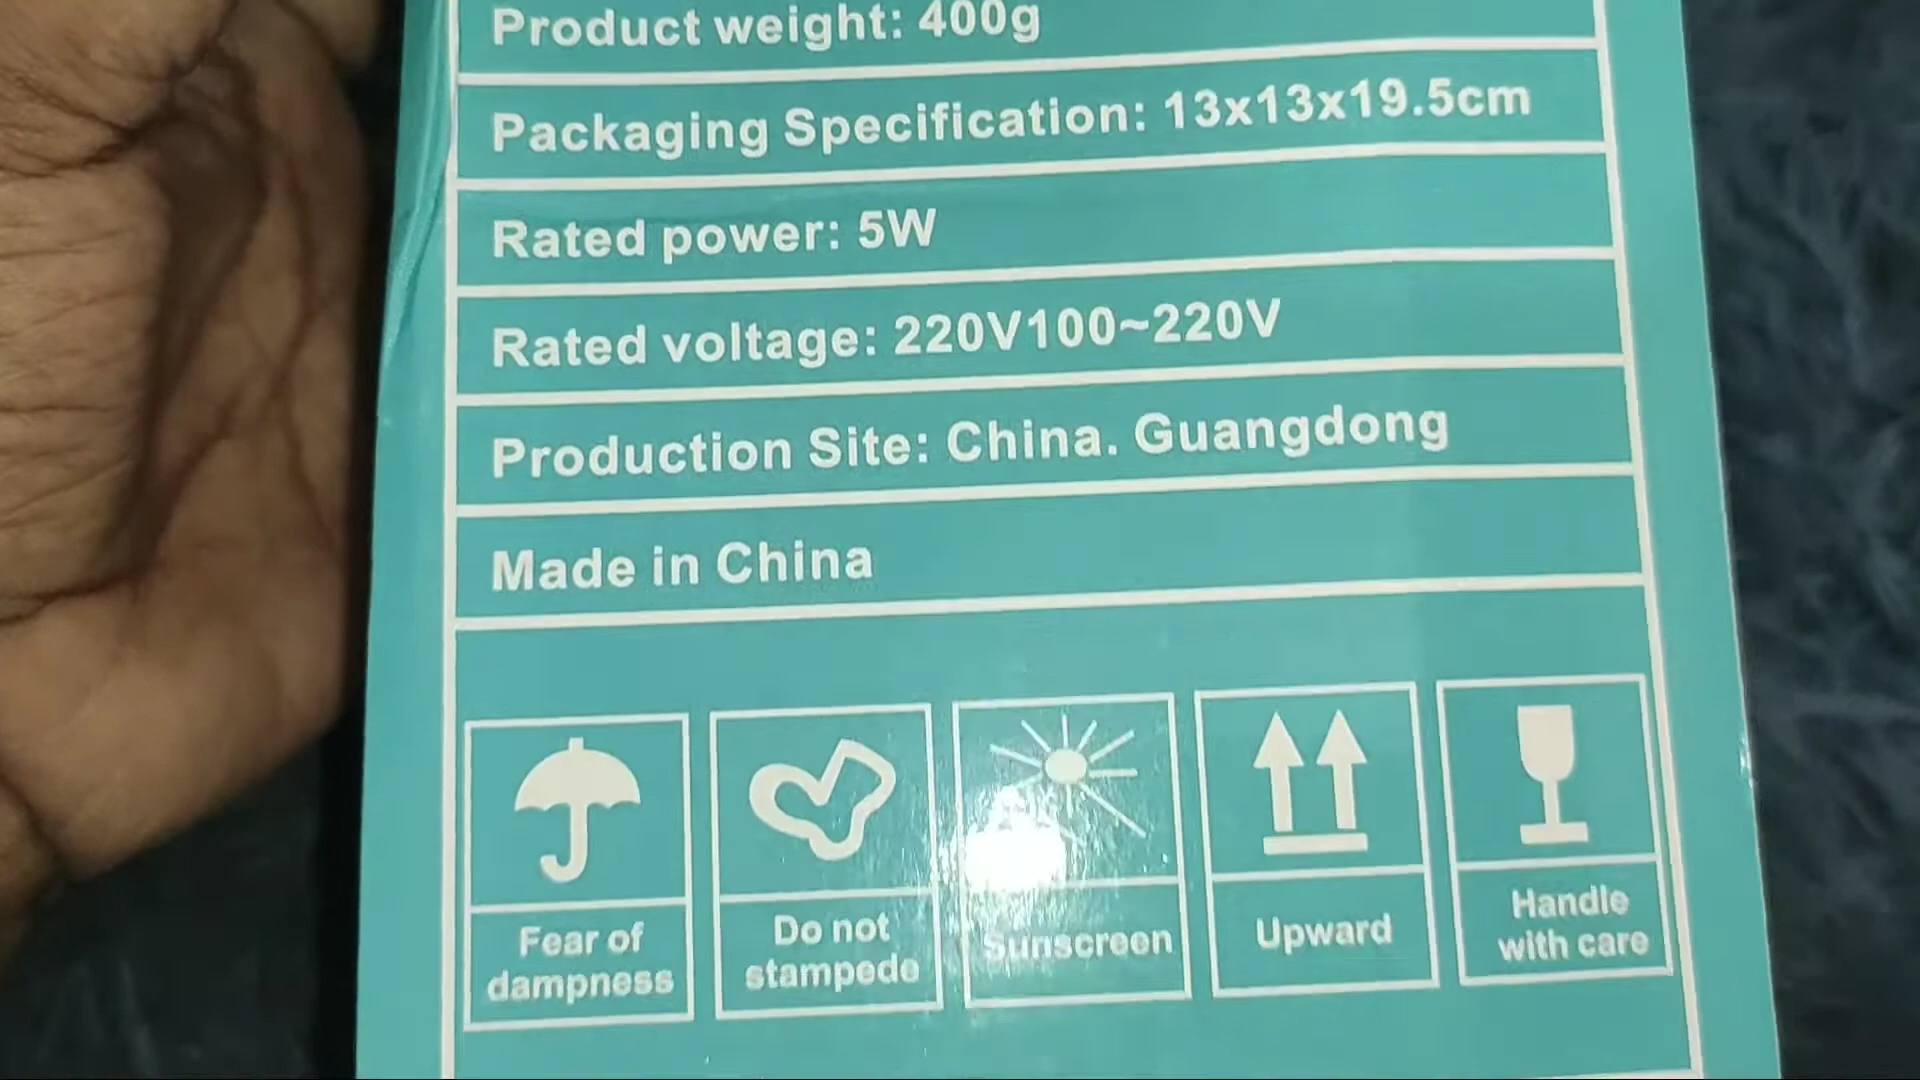 Product weight: 400g
Packaging Specification: 13x13x19.5cm
Rated power: 5W
Rated voltage: 220V100~220V
Production Site: China. Guangdong
Made in China
Fear of
dampness
Do not
stampede
Sunscreen
Upward
Handle
with care